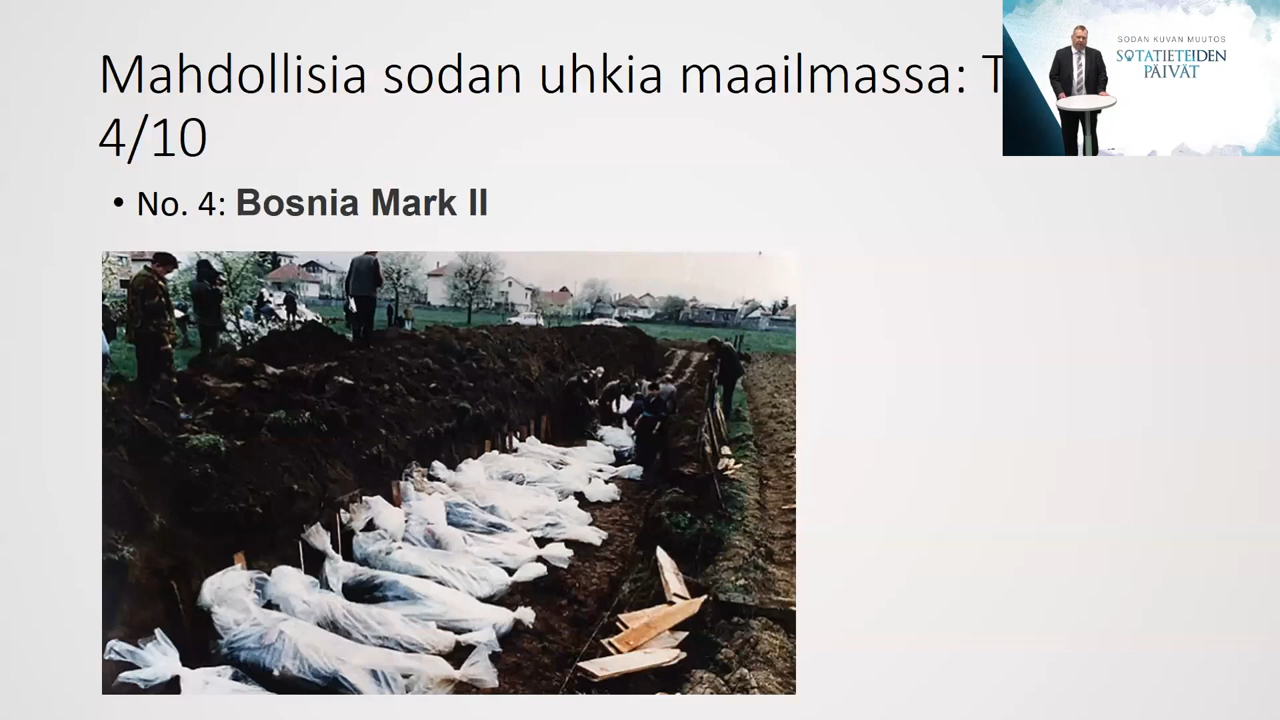 Mahdollisia sodan uhkia maailmassa: T
4/10
• No. 4: Bosnia Mark II
SODAN KUVAN MUUTOS
SOTATIETEIDEN
PÄIVÄT